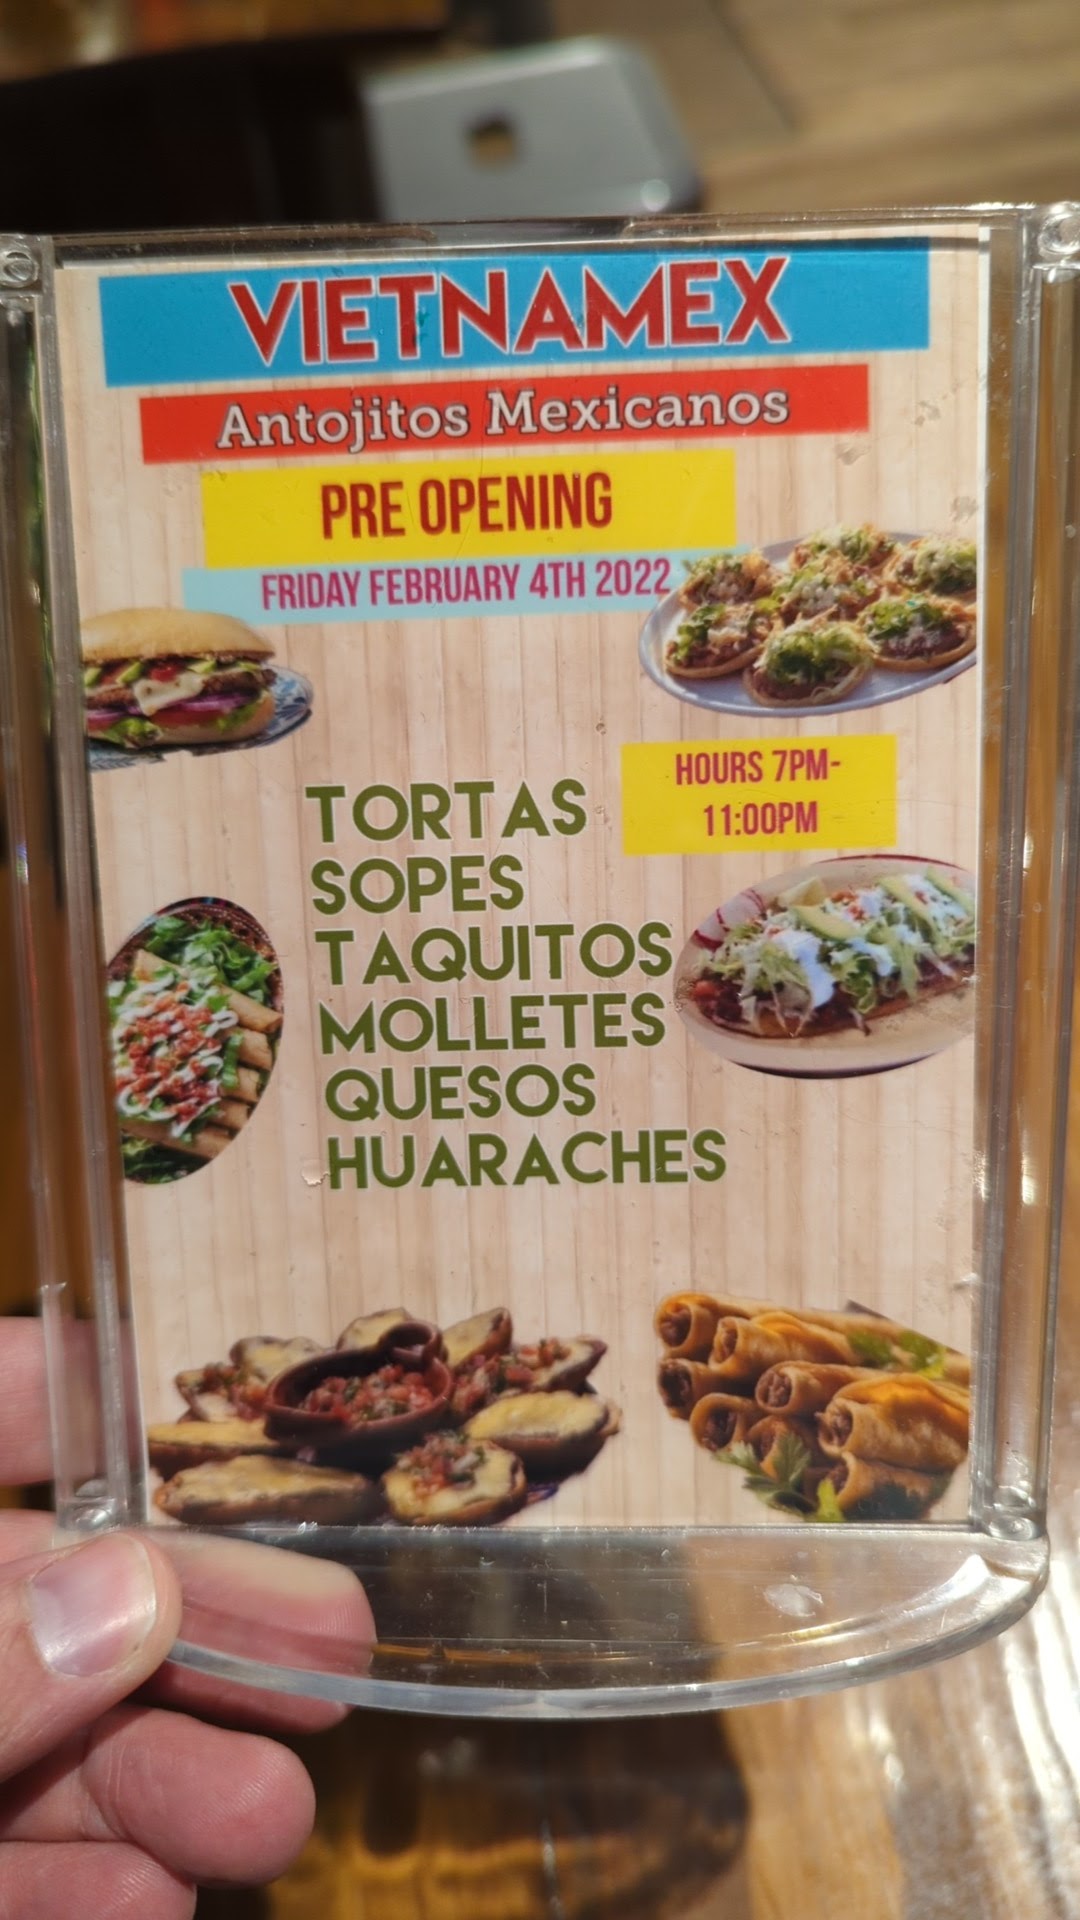 VIETNAMEX
Antojitos Mexicanos
PRE OPENING
FRIDAY FEBRUARY 4TH 2022
HOURS 7PM-
11:00PM
TORTAS
SOPES
TAQUITOS
MOLLETES
QUESOS
HUARACHES